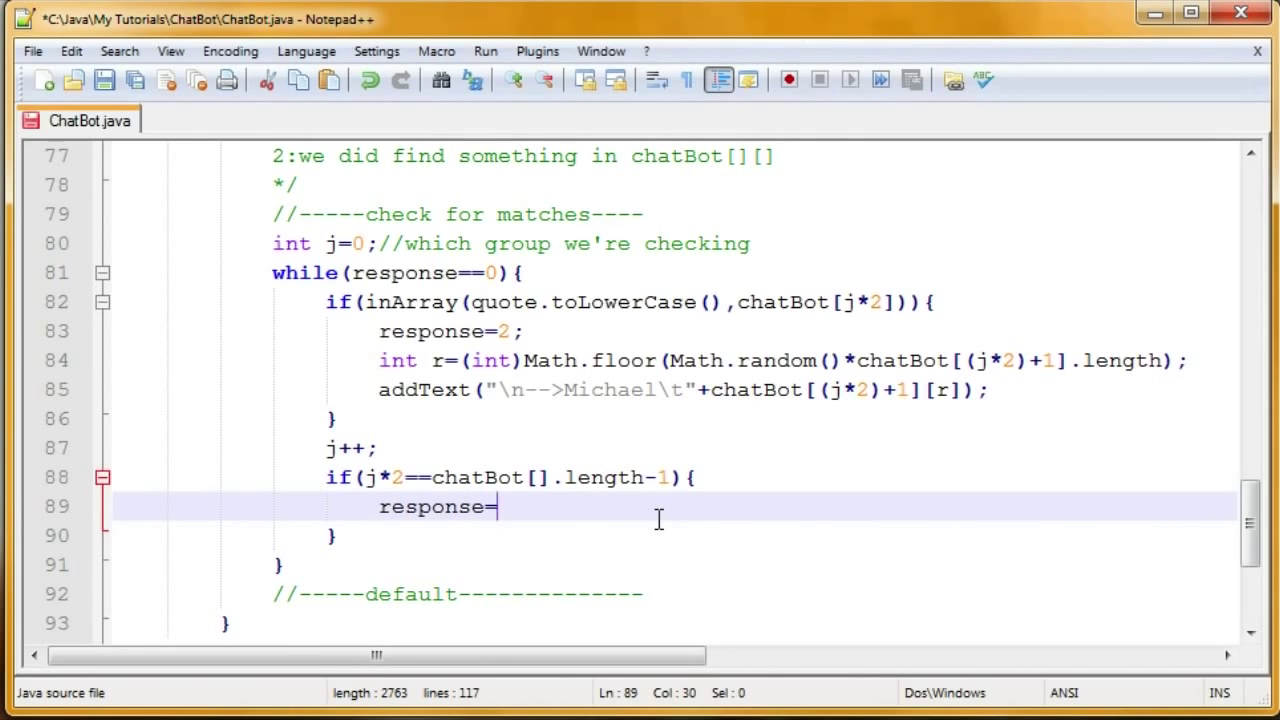 *C:\Java\My Tutorials\ChatBot\ChatBot.java - Notepad++
File Edit Search View Encoding Language Settings Macro Run Plugins Window ? X
ABC
ChatBot.java
77 2:we did find something in chatBot[][]
78 */
79 //-----check for matches----
80 int j=0;//which group we're checking
81 while(response==0){
82 if(inArray(quote.toLowerCase(),chatBot[j*2])){
83 response=2;
84 int r=(int)Math.floor(Math.random()*chatBot[(j*2)+1].length);
85 addText("\n-->Michael\t"+chatBot[(j*2)+1][r]);
86 }
87 j++;
88 if(j*2==chatBot[].length-1){
89 response=
90 }
91 }
92 //-----default--------------
93 }
Java source file length : 2763 lines : 117 Ln : 89 Col : 30 Sel : 0 Dos\Windows ANSI INS